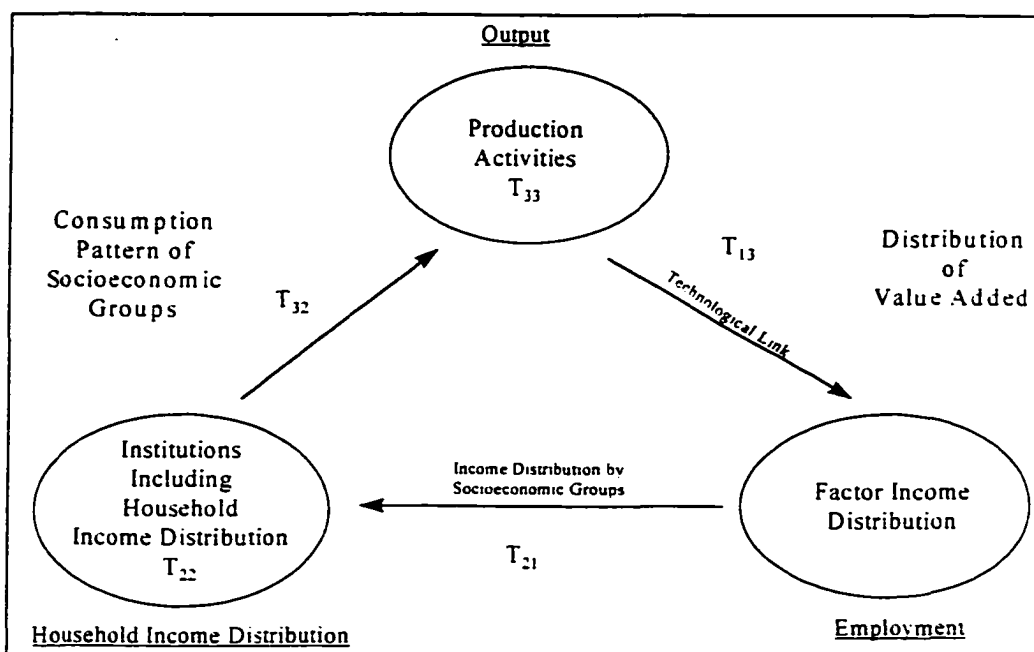 Output
Production
Activities
T₃₃
Consumption
Pattern of
Socioeconomic
Groups
T₃₂
T₁₃
Technological Link
Distribution
of
Value Added
Institutions
Including
Household
Income Distribution
T₂₂
Income Distribution by
Socioeconomic Groups
T₂₁
Factor Income
Distribution
Household Income Distribution
Employment